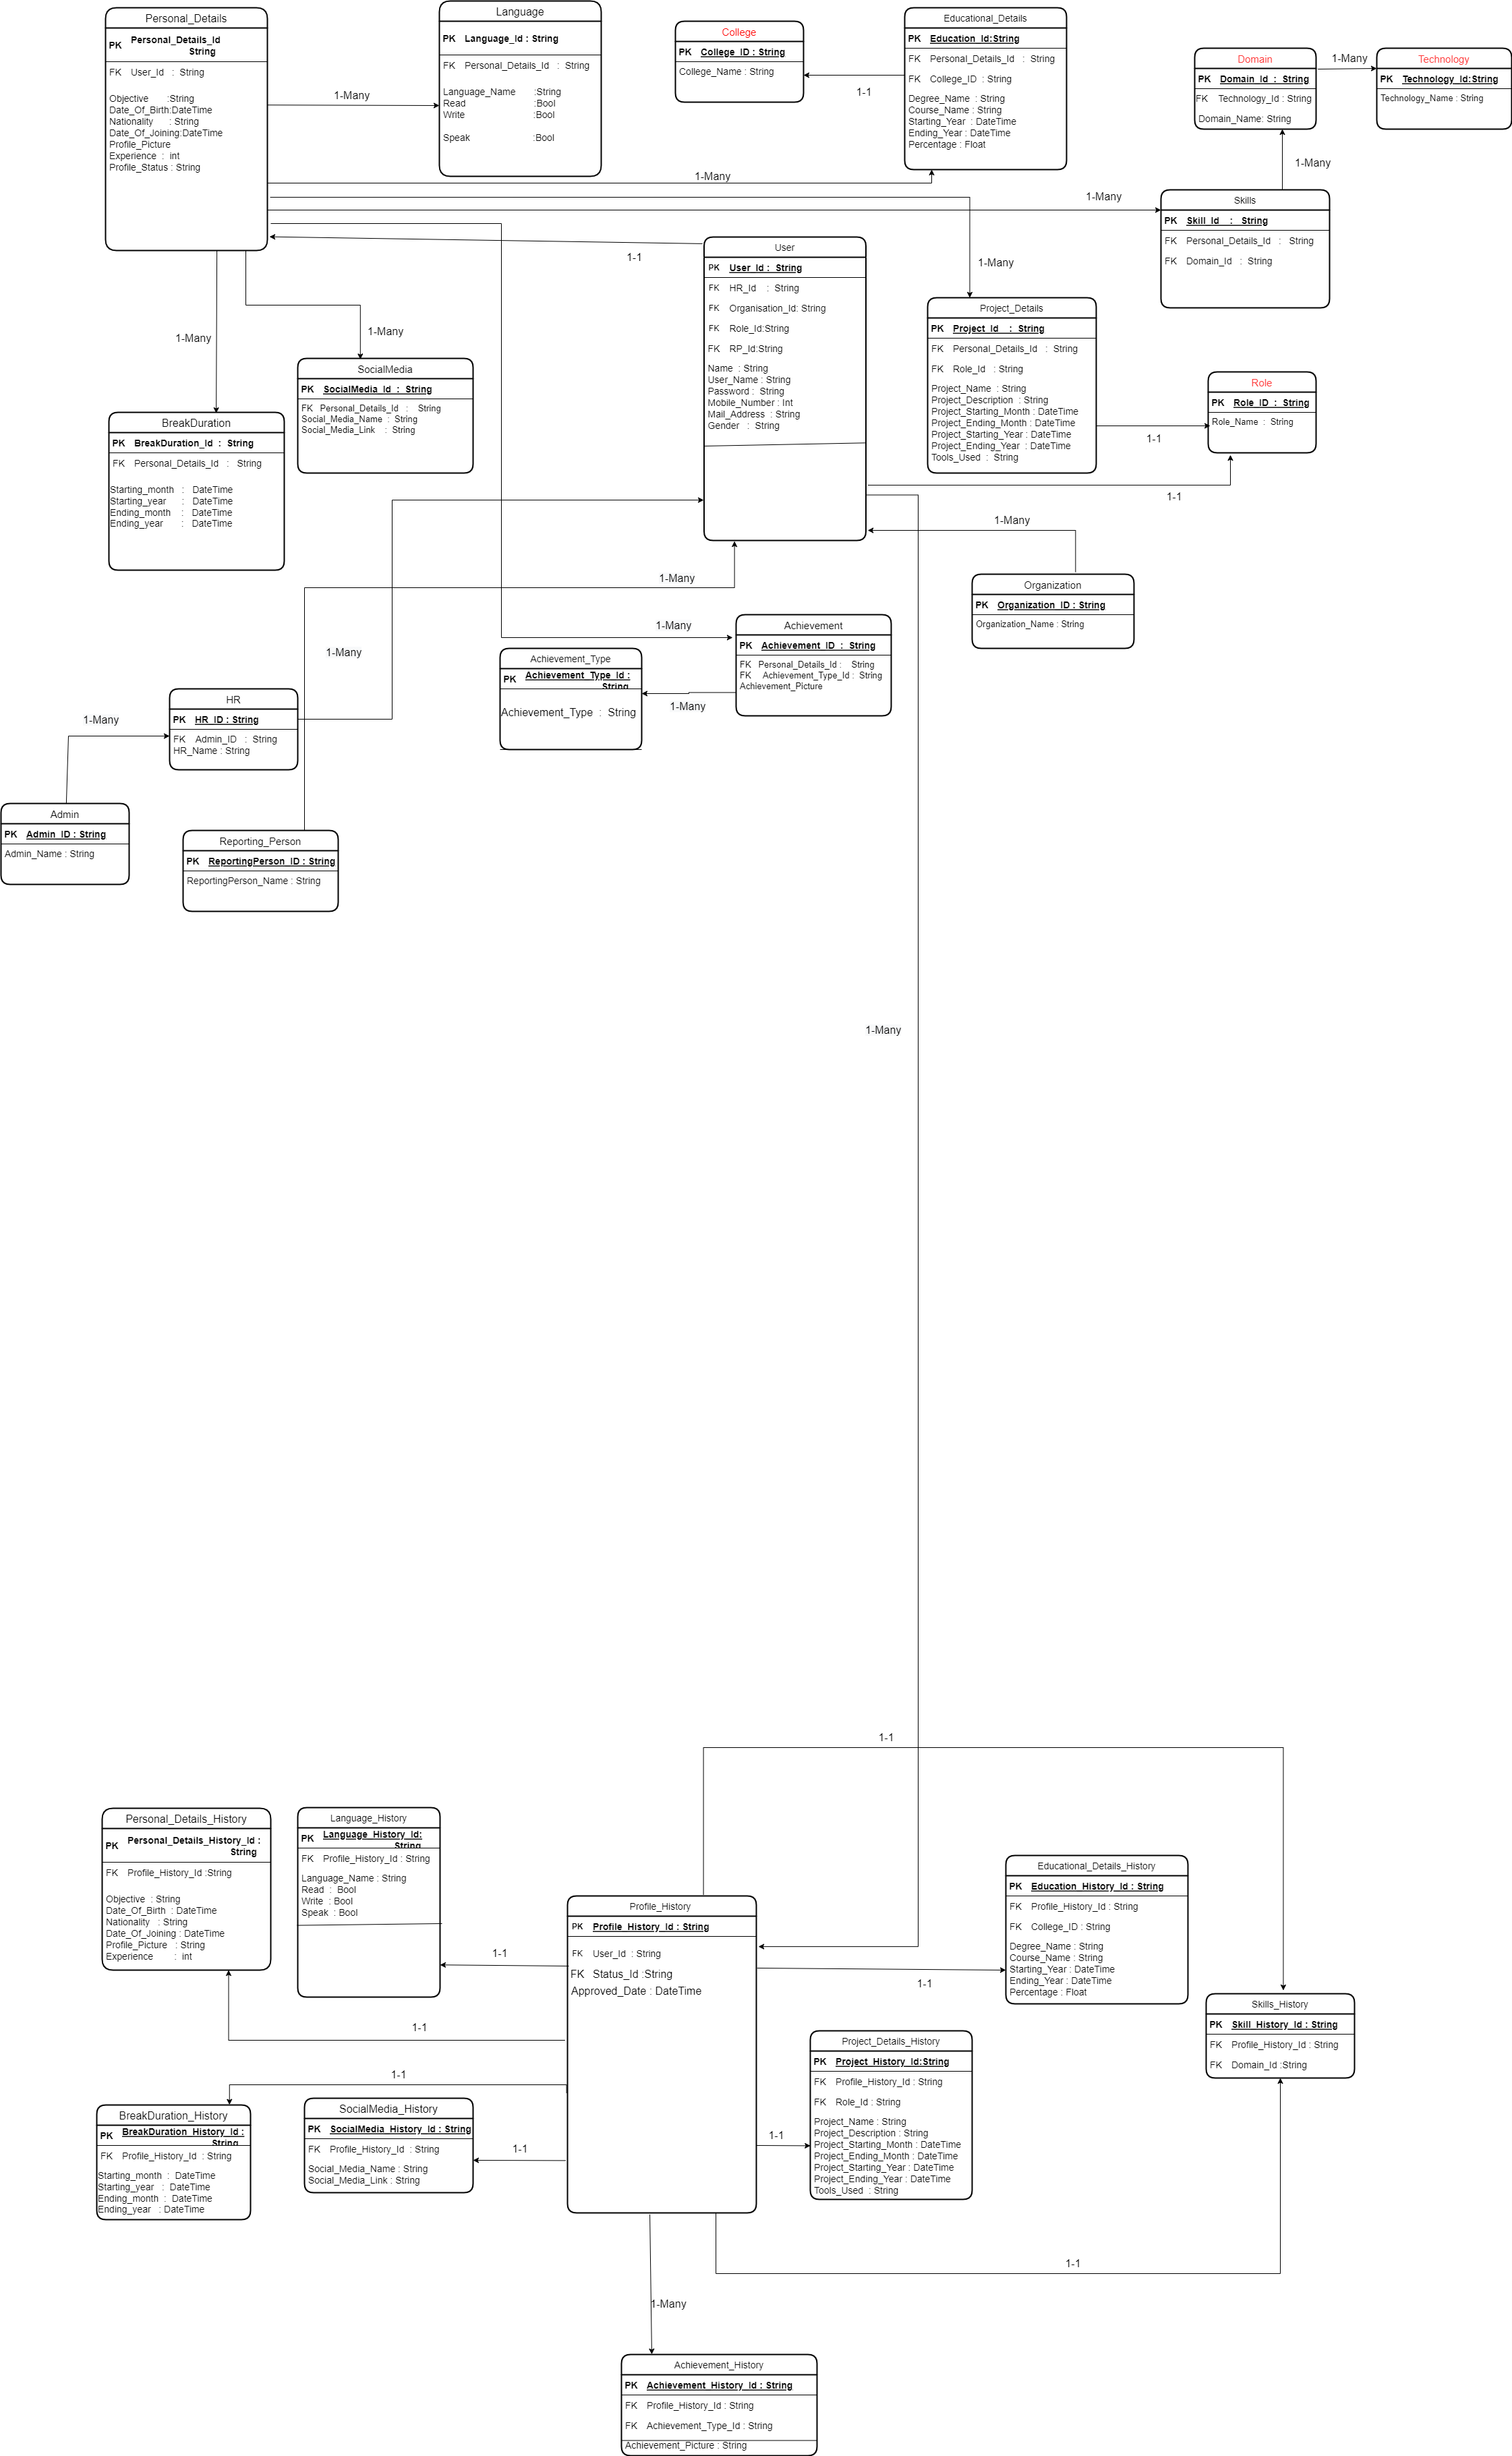 Personal_Details
PK Personal_Details_Id
String
FK User_Id : String
Objective :String
Date_Of_Birth:DateTime
Nationality : String
Date_Of_Joining:DateTime
Profile_Picture
Experience : int
Profile_Status : String
Language
PK Language_Id : String
FK Personal_Details_Id : String
Language_Name :String
Read :Bool
Write :Bool
Speak :Bool
College
PK College_ID : String
College_Name : String
Educational_Details
PK Education_Id:String
FK Personal_Details_Id : String
FK College_ID : String
Degree_Name : String
Course_Name : String
Starting_Year : DateTime
Ending_Year : DateTime
Percentage : Float
Domain
PK Domain_Id : String
FK Technology_Id : String
Domain_Name: String
1-Many
Technology
PK Technology_Id:String
Technology_Name : String
1-Many
1-1
1-Many
1-Many
1-Many
Skills
PK Skill_Id : String
FK Personal_Details_Id : String
FK Domain_Id : String
1-1
1-Many
User
PK User_Id : String
FK HR_Id : String
FK Organisation_Id: String
FK Role_Id:String
FK RP_Id:String
Name : String
User_Name : String
Password : String
Mobile_Number : Int
Mail_Address : String
Gender : String
Project_Details
PK Project_Id : String
FK Personal_Details_Id : String
FK Role_Id : String
Project_Name : String
Project_Description : String
Project_Starting_Month : DateTime
Project_Ending_Month : DateTime
Project_Starting_Year : DateTime
Project_Ending_Year : DateTime
Tools_Used : String
1-Many
1-Many
SocialMedia
PK SocialMedia_Id : String
FK Personal_Details_Id : String
Social_Media_Name : String
Social_Media_Link : String
Role
PK Role_ID : String
Role_Name : String
BreakDuration
PK BreakDuration_Id : String
FK Personal_Details_Id : String
Starting_month : DateTime
Starting_year : DateTime
Ending_month : DateTime
Ending_year : DateTime
1-1
1-1
1-Many
1-Many
Organization
PK Organization_ID : String
Organization_Name : String
1-Many
1-Many
Achievement
PK Achievement_ID : String
FK Personal_Details_Id : String
FK Achievement_Type_Id : String
Achievement_Picture
Achievement_Type
PK Achievement_Type_Id :
String
Achievement_Type : String
1-Many
HR
PK HR_ID : String
FK Admin_ID : String
HR_Name : String
1-Many
Admin
PK Admin_ID : String
Admin_Name : String
Reporting_Person
PK ReportingPerson_ID : String
ReportingPerson_Name : String
1-Many
1-1
Personal_Details_History
PK Personal_Details_History_Id :
String
FK Profile_History_Id :String
Objective : String
Date_Of_Birth : DateTime
Nationality : String
Date_Of_Joining : DateTime
Profile_Picture : String
Experience : int
Language_History
PK Language_History_Id:
String
FK Profile_History_Id : String
Language_Name : String
Read : Bool
Write : Bool
Speak : Bool
Educational_Details_History
PK Education_History_Id : String
FK Profile_History_Id : String
FK College_ID : String
Degree_Name : String
Course_Name : String
Starting_Year : DateTime
Ending_Year : DateTime
Percentage : Float
Profile_History
PK Profile_History_Id : String
FK User_Id : String
FK Status_Id :String
Approved_Date : DateTime
1-1
1-1
1-1
1-1
Skills_History
PK Skill_History_Id : String
FK Profile_History_Id : String
FK Domain_Id :String
Project_Details_History
PK Project_History_Id:String
FK Profile_History_Id : String
FK Role_Id : String
Project_Name : String
Project_Description : String
Project_Starting_Month : DateTime
Project_Ending_Month : DateTime
Project_Starting_Year : DateTime
Project_Ending_Year : DateTime
Tools_Used : String
BreakDuration_History
PK BreakDuration_History_Id :
String
FK Profile_History_Id : String
Starting_month : DateTime
Starting_year : DateTime
Ending_month : DateTime
Ending_year : DateTime
SocialMedia_History
PK SocialMedia_History_Id : String
FK Profile_History_Id : String
Social_Media_Name : String
Social_Media_Link : String
1-1
1-1
1-1
1-Many
Achievement_History
PK Achievement_History_Id : String
FK Profile_History_Id : String
FK Achievement_Type_Id : String
Achievement_Picture : String